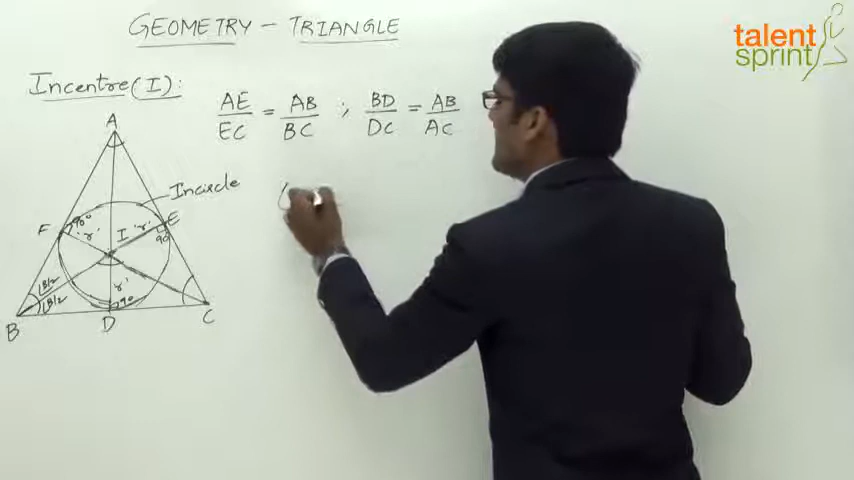 GEOMETRY – TRIANGLE
talent
sprint
Incentre (I) :
AE/EC = AB/BC ; BD/DC = AB/AC
A
Incircle
F
90°
'r'
I
'r'
E
90
∠B/2
∠B/2
'r'
90
B
D
C
(